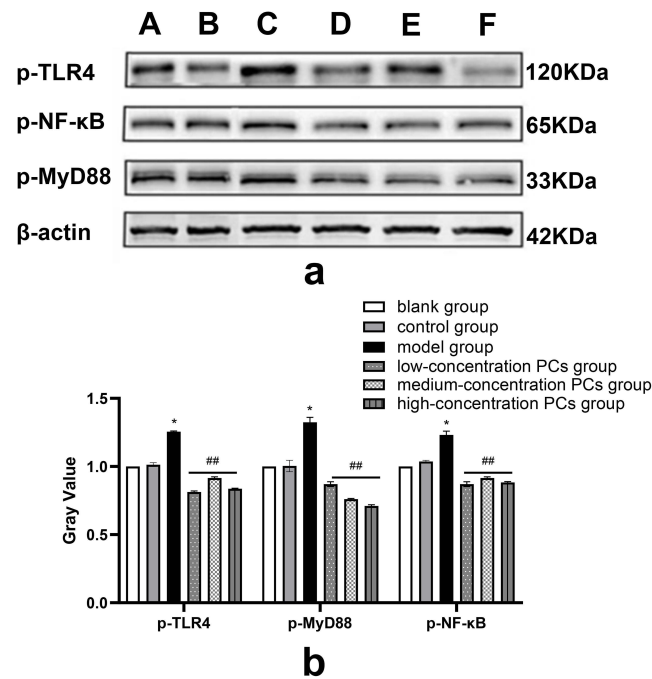 A B C D E F
p-TLR4 120KDa
p-NF-κB 65KDa
p-MyD88 33KDa
β-actin 42KDa
a
blank group
control group
model group
low-concentration PCs group
medium-concentration PCs group
high-concentration PCs group
1.5
1.0
0.5
0.0
Gray Value
* ##
* ##
* ##
p-TLR4 p-MyD88 p-NF-κB
b